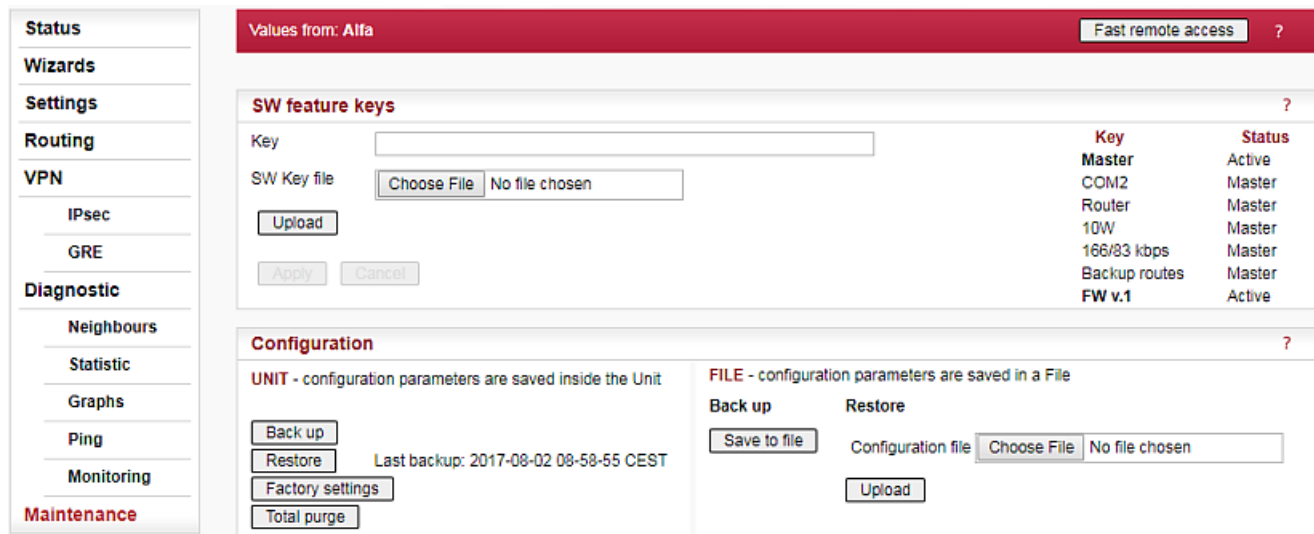 Status
Wizards
Settings
Routing
VPN
IPsec
GRE
Diagnostic
Neighbours
Statistic
Graphs
Ping
Monitoring
Maintenance
Values from: Alfa
Fast remote access
?
SW feature keys
?
Key
SW Key file
Choose File No file chosen
Upload
Apply Cancel
Key Status
Master Active
COM2 Master
Router Master
10W Master
166/83 kbps Master
Backup routes Master
FW v.1 Active
Configuration
?
UNIT - configuration parameters are saved inside the Unit
Back up
Restore Last backup: 2017-08-02 08-58-55 CEST
Factory settings
Total purge
FILE - configuration parameters are saved in a File
Back up Restore
Save to file Configuration file Choose File No file chosen
Upload